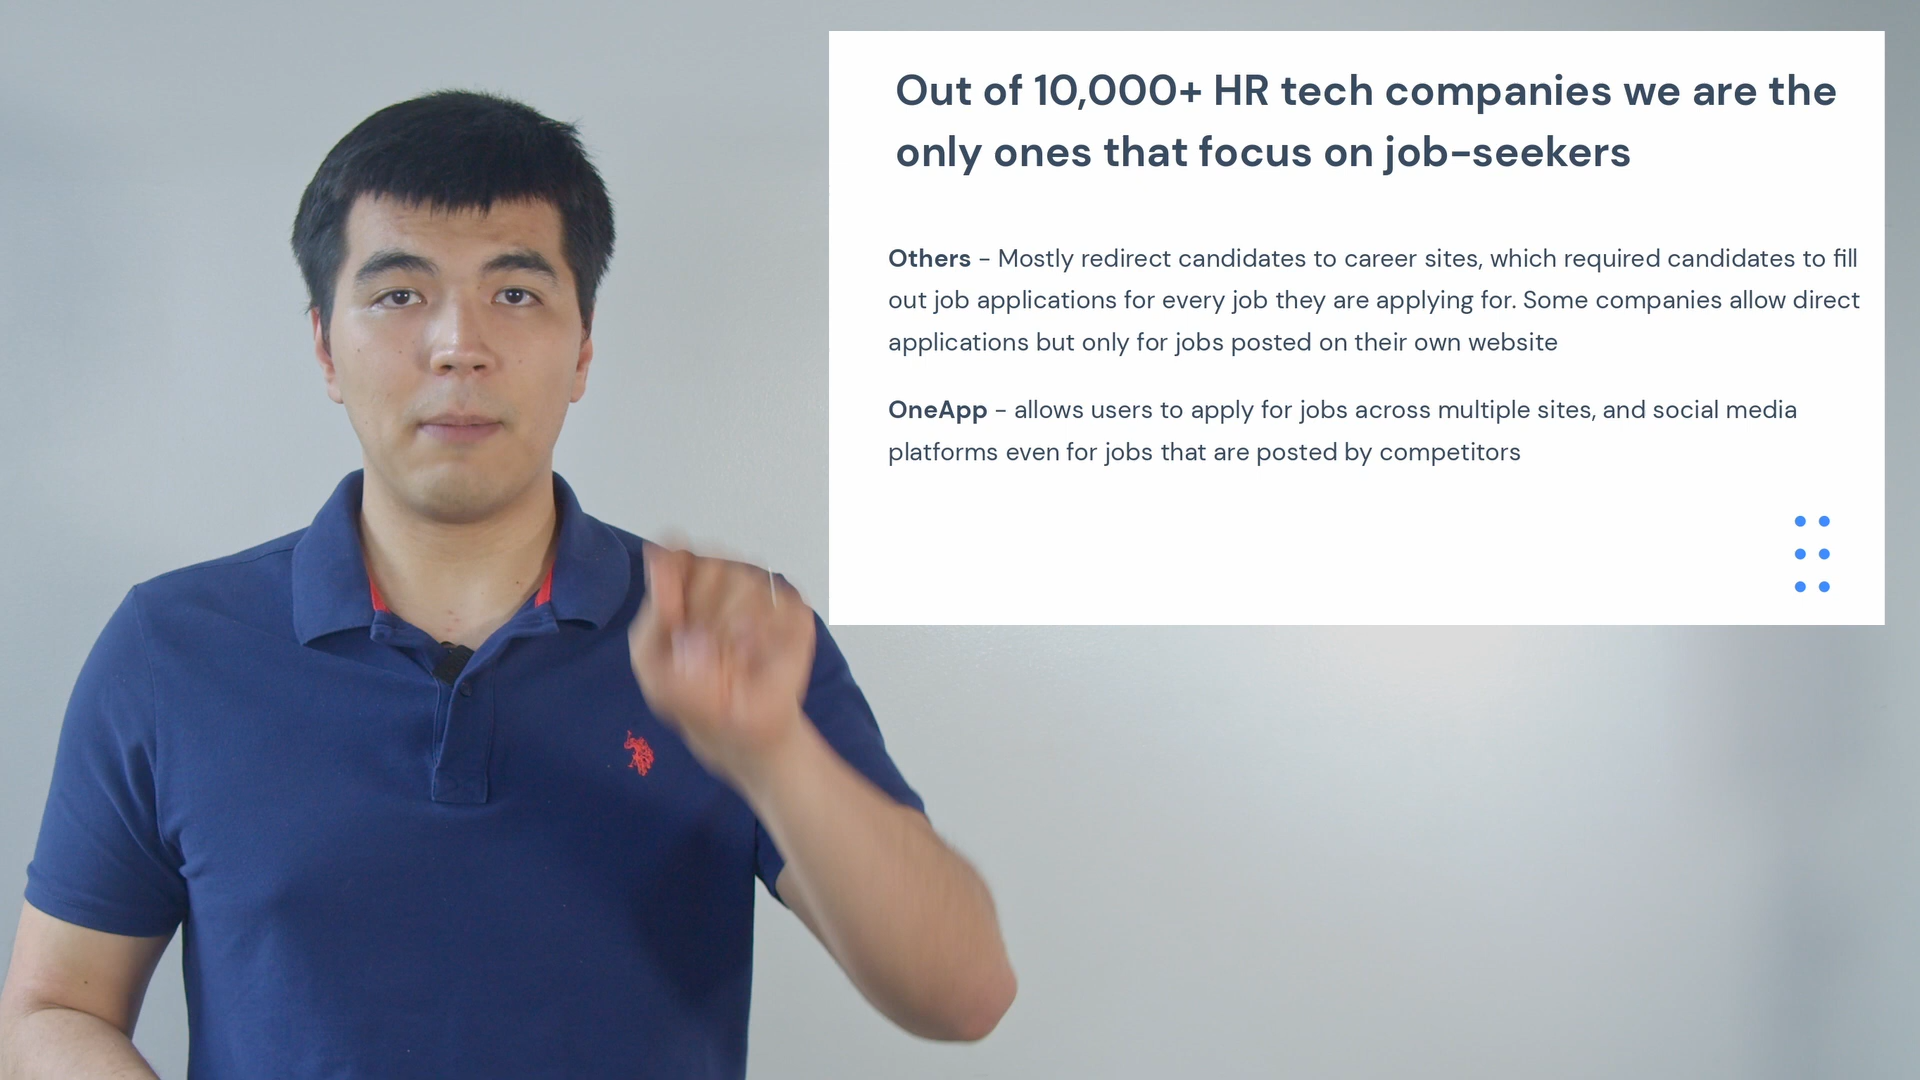 Out of 10,000+ HR tech companies we are the
only ones that focus on job-seekers
Others - Mostly redirect candidates to career sites, which required candidates to fill
out job applications for every job they are applying for. Some companies allow direct
applications but only for jobs posted on their own website
OneApp - allows users to apply for jobs across multiple sites, and social media
platforms even for jobs that are posted by competitors